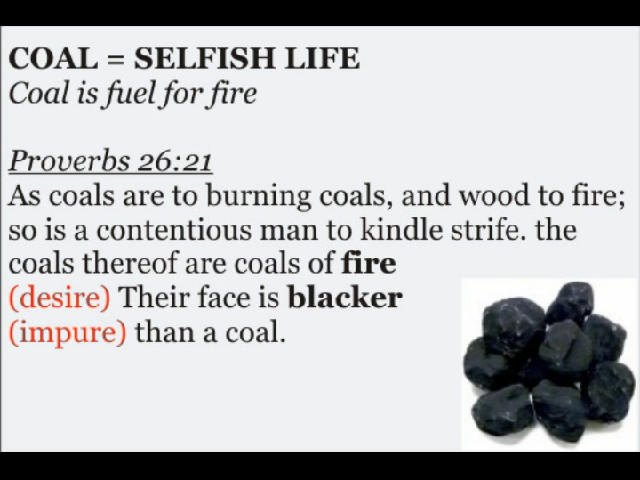 COAL = SELFISH LIFE
Coal is fuel for fire
Proverbs 26:21
As coals are to burning coals, and wood to fire;
so is a contentious man to kindle strife. the
coals thereof are coals of fire
(desire) Their face is blacker
(impure) than a coal.